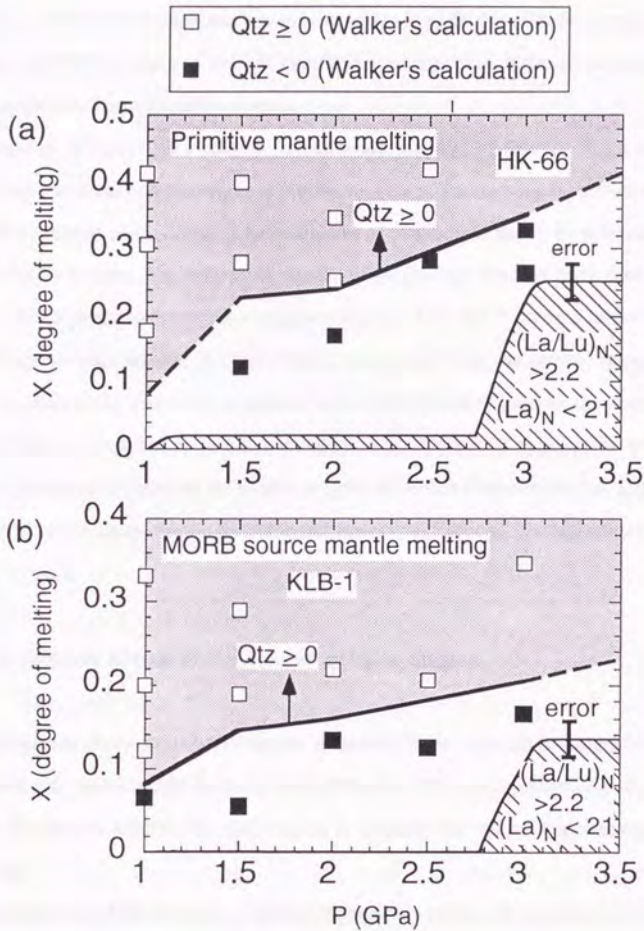 Qtz ≥ 0 (Walker's calculation)
Qtz < 0 (Walker's calculation)
(a)
0.5
0.4
0.3
0.2
0.1
0
X (degree of melting)
Primitive mantle melting
HK-66
Qtz ≥ 0
error
(La/Lu)N
>2.2
(La)N < 21
1
1.5
2
2.5
3
3.5
(b)
0.4
0.3
0.2
0.1
0
X (degree of melting)
MORB source mantle melting
KLB-1
Qtz ≥ 0
error
(La/Lu)N
>2.2
(La)N < 21
1
1.5
2
2.5
3
3.5
P (GPa)